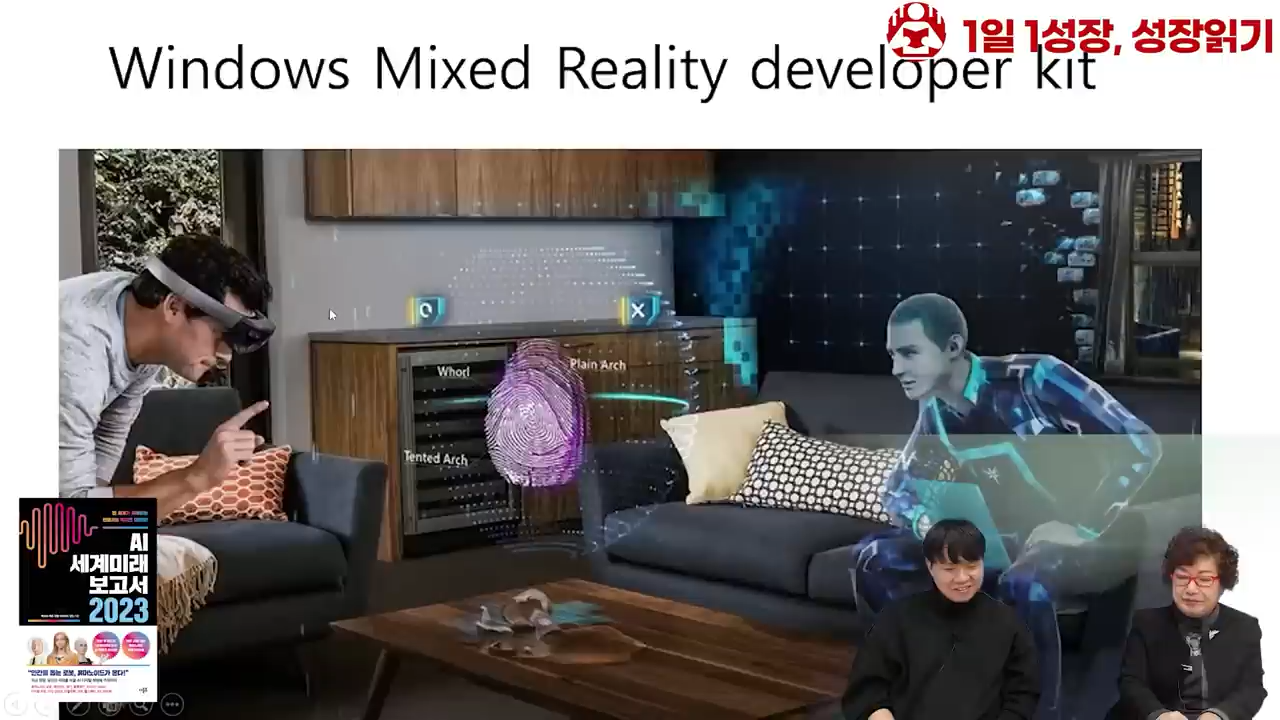 1일 1성장, 성장읽기
Windows Mixed Reality developer kit
Whorl
Plain Arch
Tented Arch
AI
세계미래
보고서
2023